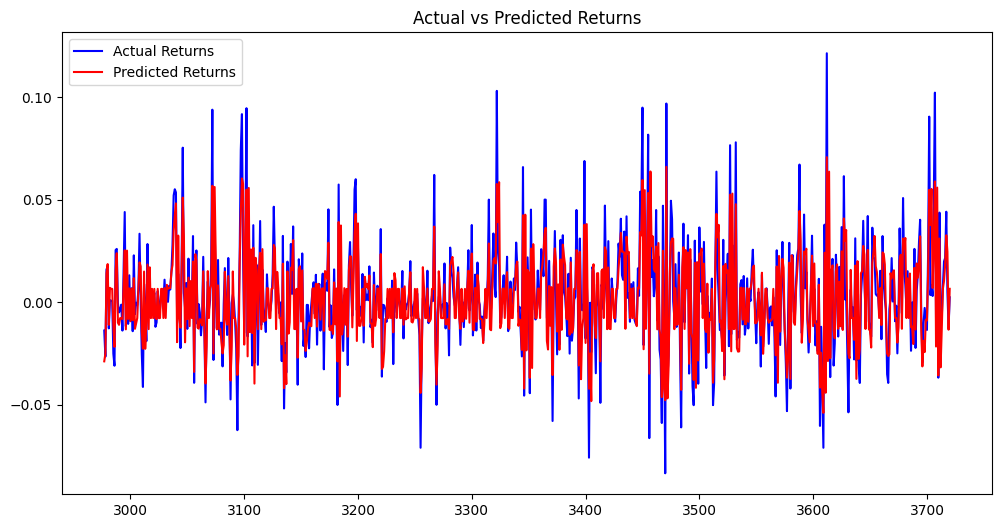 Actual vs Predicted Returns
Actual Returns
Predicted Returns
0.10
0.05
0.00
−0.05
3000 3100 3200 3300 3400 3500 3600 3700